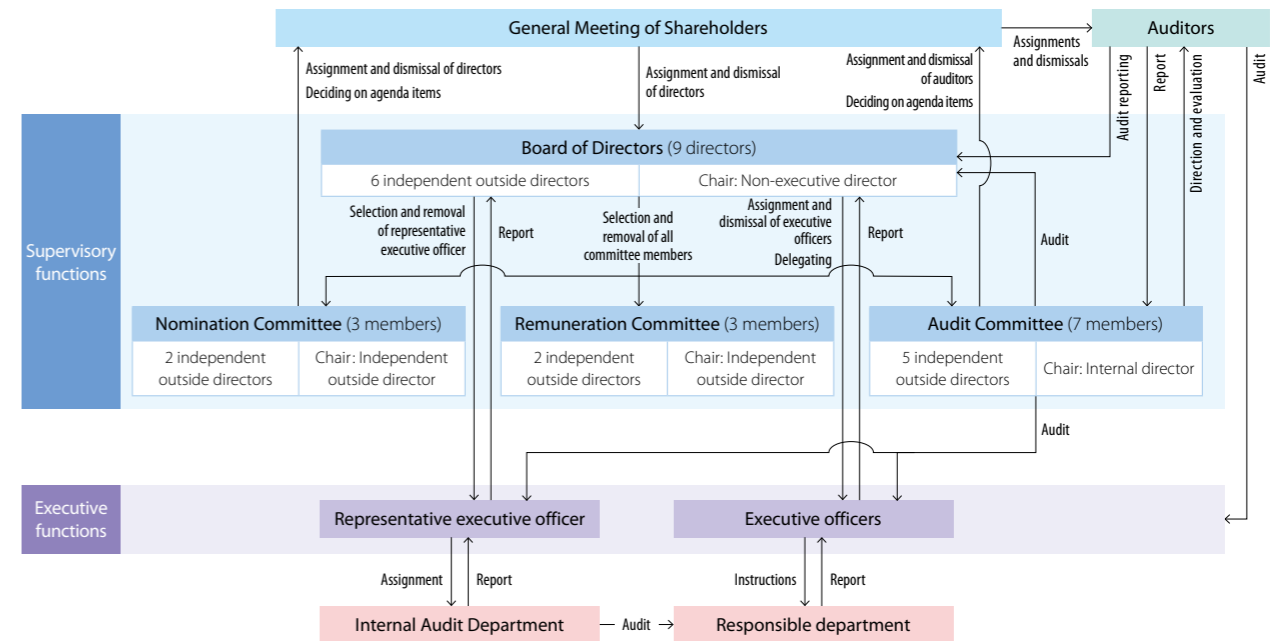 General Meeting of Shareholders
Auditors
Assignments
and dismissals
Assignment and dismissal of directors
Deciding on agenda items
Assignment and dismissal
of directors
Assignment and dismissal
of auditors
Deciding on agenda items
Audit reporting
Report
Direction and evaluation
Audit
Supervisory
functions
Board of Directors (9 directors)
6 independent outside directors
Chair: Non-executive director
Selection and removal
of representative
executive officer
Report
Selection and
removal of all
committee members
Assignment and
dismissal of executive
officers
Delegating
Report
Audit
Nomination Committee (3 members)
2 independent
outside directors
Chair: Independent
outside director
Remuneration Committee (3 members)
2 independent
outside directors
Chair: Independent
outside director
Audit Committee (7 members)
5 independent
outside directors
Chair: Internal director
Audit
Executive
functions
Representative executive officer
Executive officers
Assignment
Report
Instructions
Report
Internal Audit Department
Audit
Responsible department